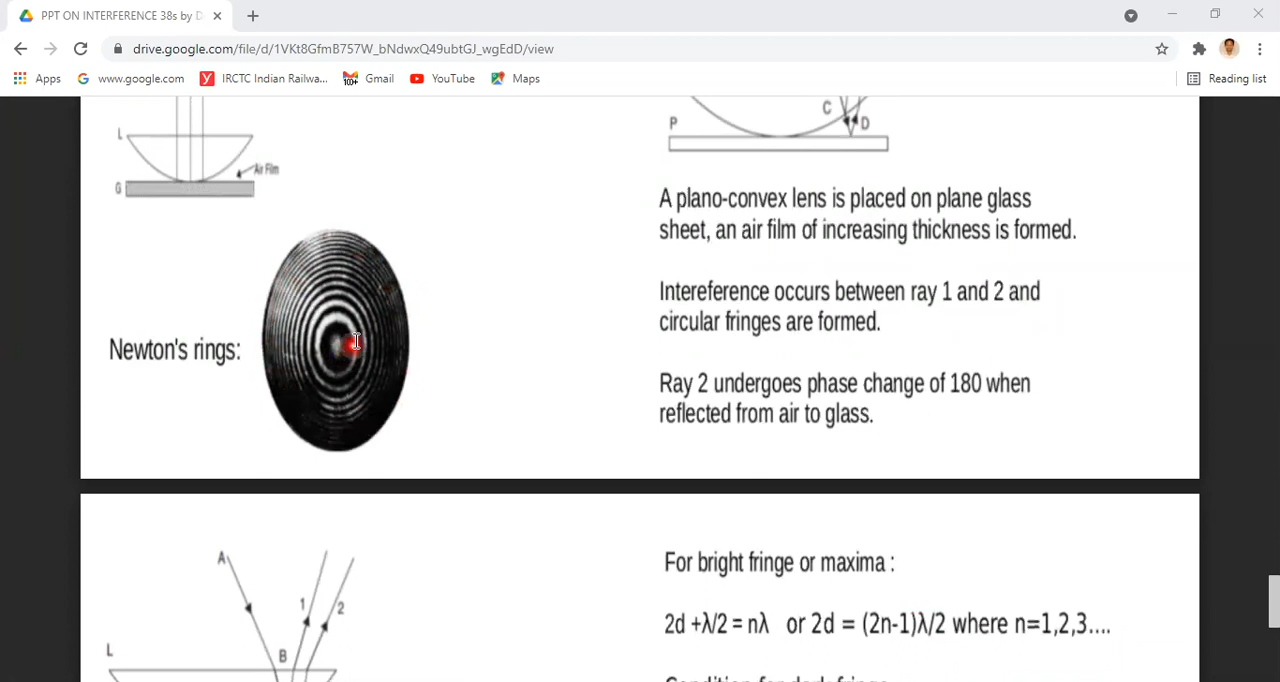 PPT ON INTERFERENCE 38s by D
drive.google.com/file/d/1VKt8GfmB757W_bNdwxQ49ubtGJ_wgEdD/view
Apps www.google.com IRCTC Indian Railwa... 100+ Gmail YouTube Maps Reading list
L
Air Film
G
C
P D
A plano-convex lens is placed on plane glass
sheet, an air film of increasing thickness is formed.
Intereference occurs between ray 1 and 2 and
circular fringes are formed.
Newton's rings:
Ray 2 undergoes phase change of 180 when
reflected from air to glass.
A
1 2
B
L
For bright fringe or maxima :
2d +λ/2 = nλ or 2d = (2n-1)λ/2 where n=1,2,3....